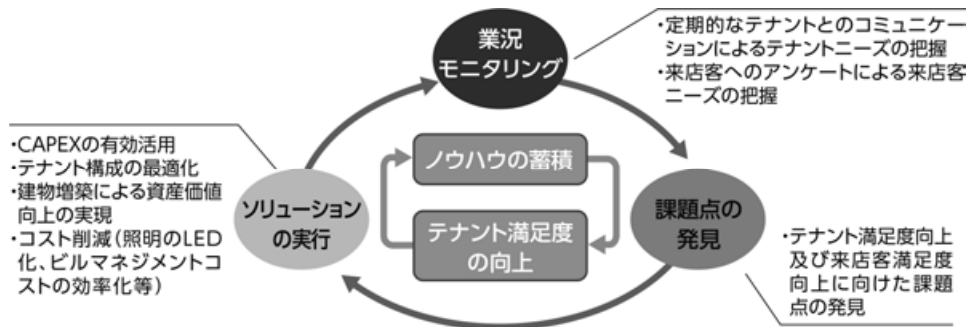 業況
モニタリング
・定期的なテナントとのコミュニケー
ションによるテナントニーズの把握
・来店客へのアンケートによる来店客
ニーズの把握
・CAPEXの有効活用
・テナント構成の最適化
・建物増築による資産価値
向上の実現
・コスト削減（照明のLED
化、ビルマネジメントコ
ストの効率化等）
ソリューション
の実行
ノウハウの蓄積
テナント満足度
の向上
課題点の
発見
・テナント満足度向上
及び来店客満足度
向上に向けた課題
点の発見